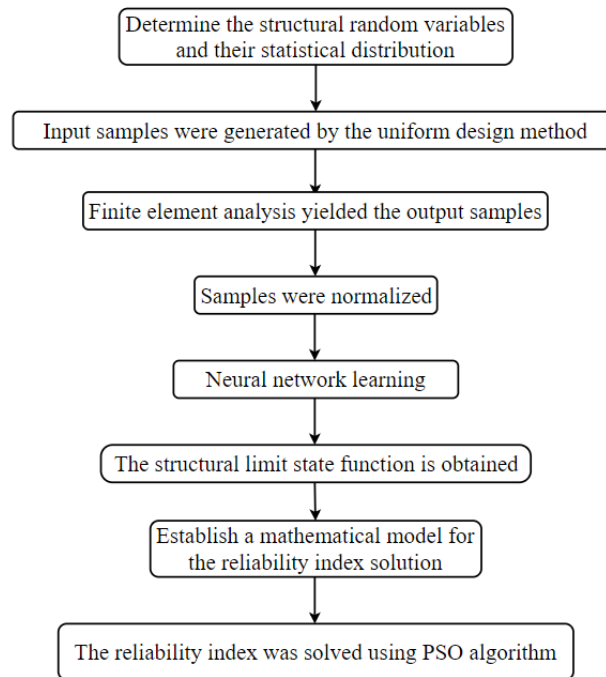 Determine the structural random variables
and their statistical distribution
Input samples were generated by the uniform design method
Finite element analysis yielded the output samples
Samples were normalized
Neural network learning
The structural limit state function is obtained
Establish a mathematical model for
the reliability index solution
The reliability index was solved using PSO algorithm